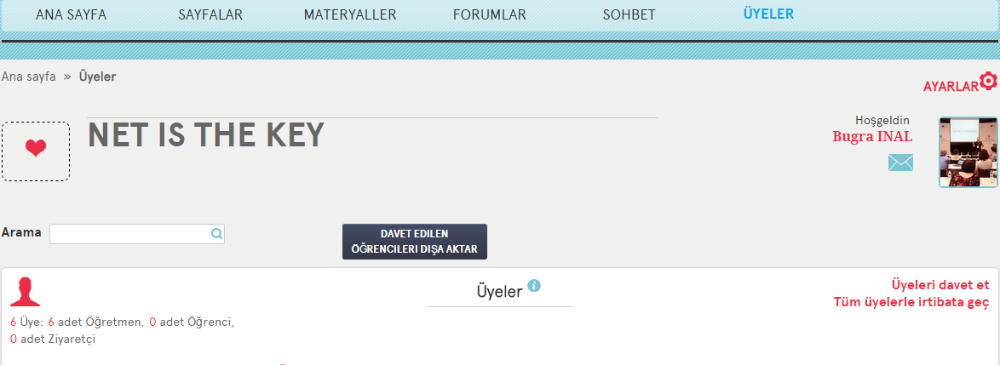 ANA SAYFA SAYFALAR MATERYALLER FORUMLAR SOHBET ÜYELER
Ana sayfa » Üyeler
AYARLAR
NET IS THE KEY
Hoşgeldin
Bugra INAL
Arama
DAVET EDILEN
ÖĞRENCILERI DIŞA AKTAR
Üyeler i
Üyeleri davet et
Tüm üyelerle irtibata geç
6 Üye: 6 adet Öğretmen, 0 adet Öğrenci,
0 adet Ziyaretçi